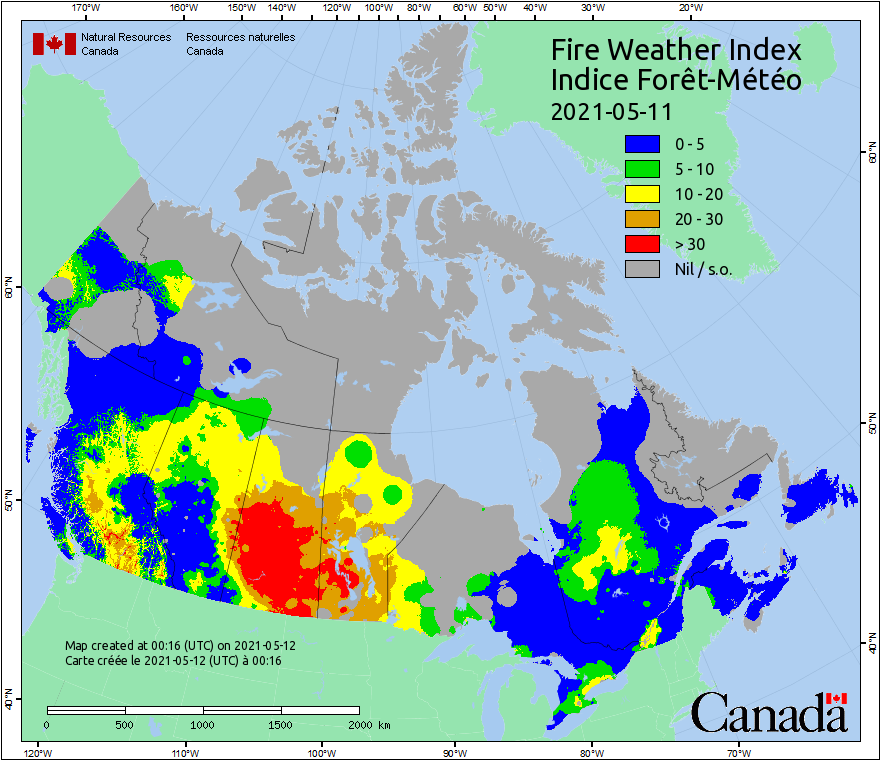 170°W 160°W 150°W 140°W 130°W 120°W 110°W 100°W 90°W 80°W 60°W 50°W 40°W 30°W 20°W
Natural Resources Ressources naturelles
Canada Canada
Fire Weather Index
Indice Forêt-Météo
2021-05-11
0 - 5
5 - 10
10 - 20
20 - 30
> 30
Nil / s.o.
60°N
60°N
50°N
50°N
40°N
40°N
Map created at 00:16 (UTC) on 2021-05-12
Carte créée le 2021-05-12 (UTC) à 00:16
0 500 1000 1500 2000 km
Canada
120°W 110°W 100°W 90°W 80°W 70°W